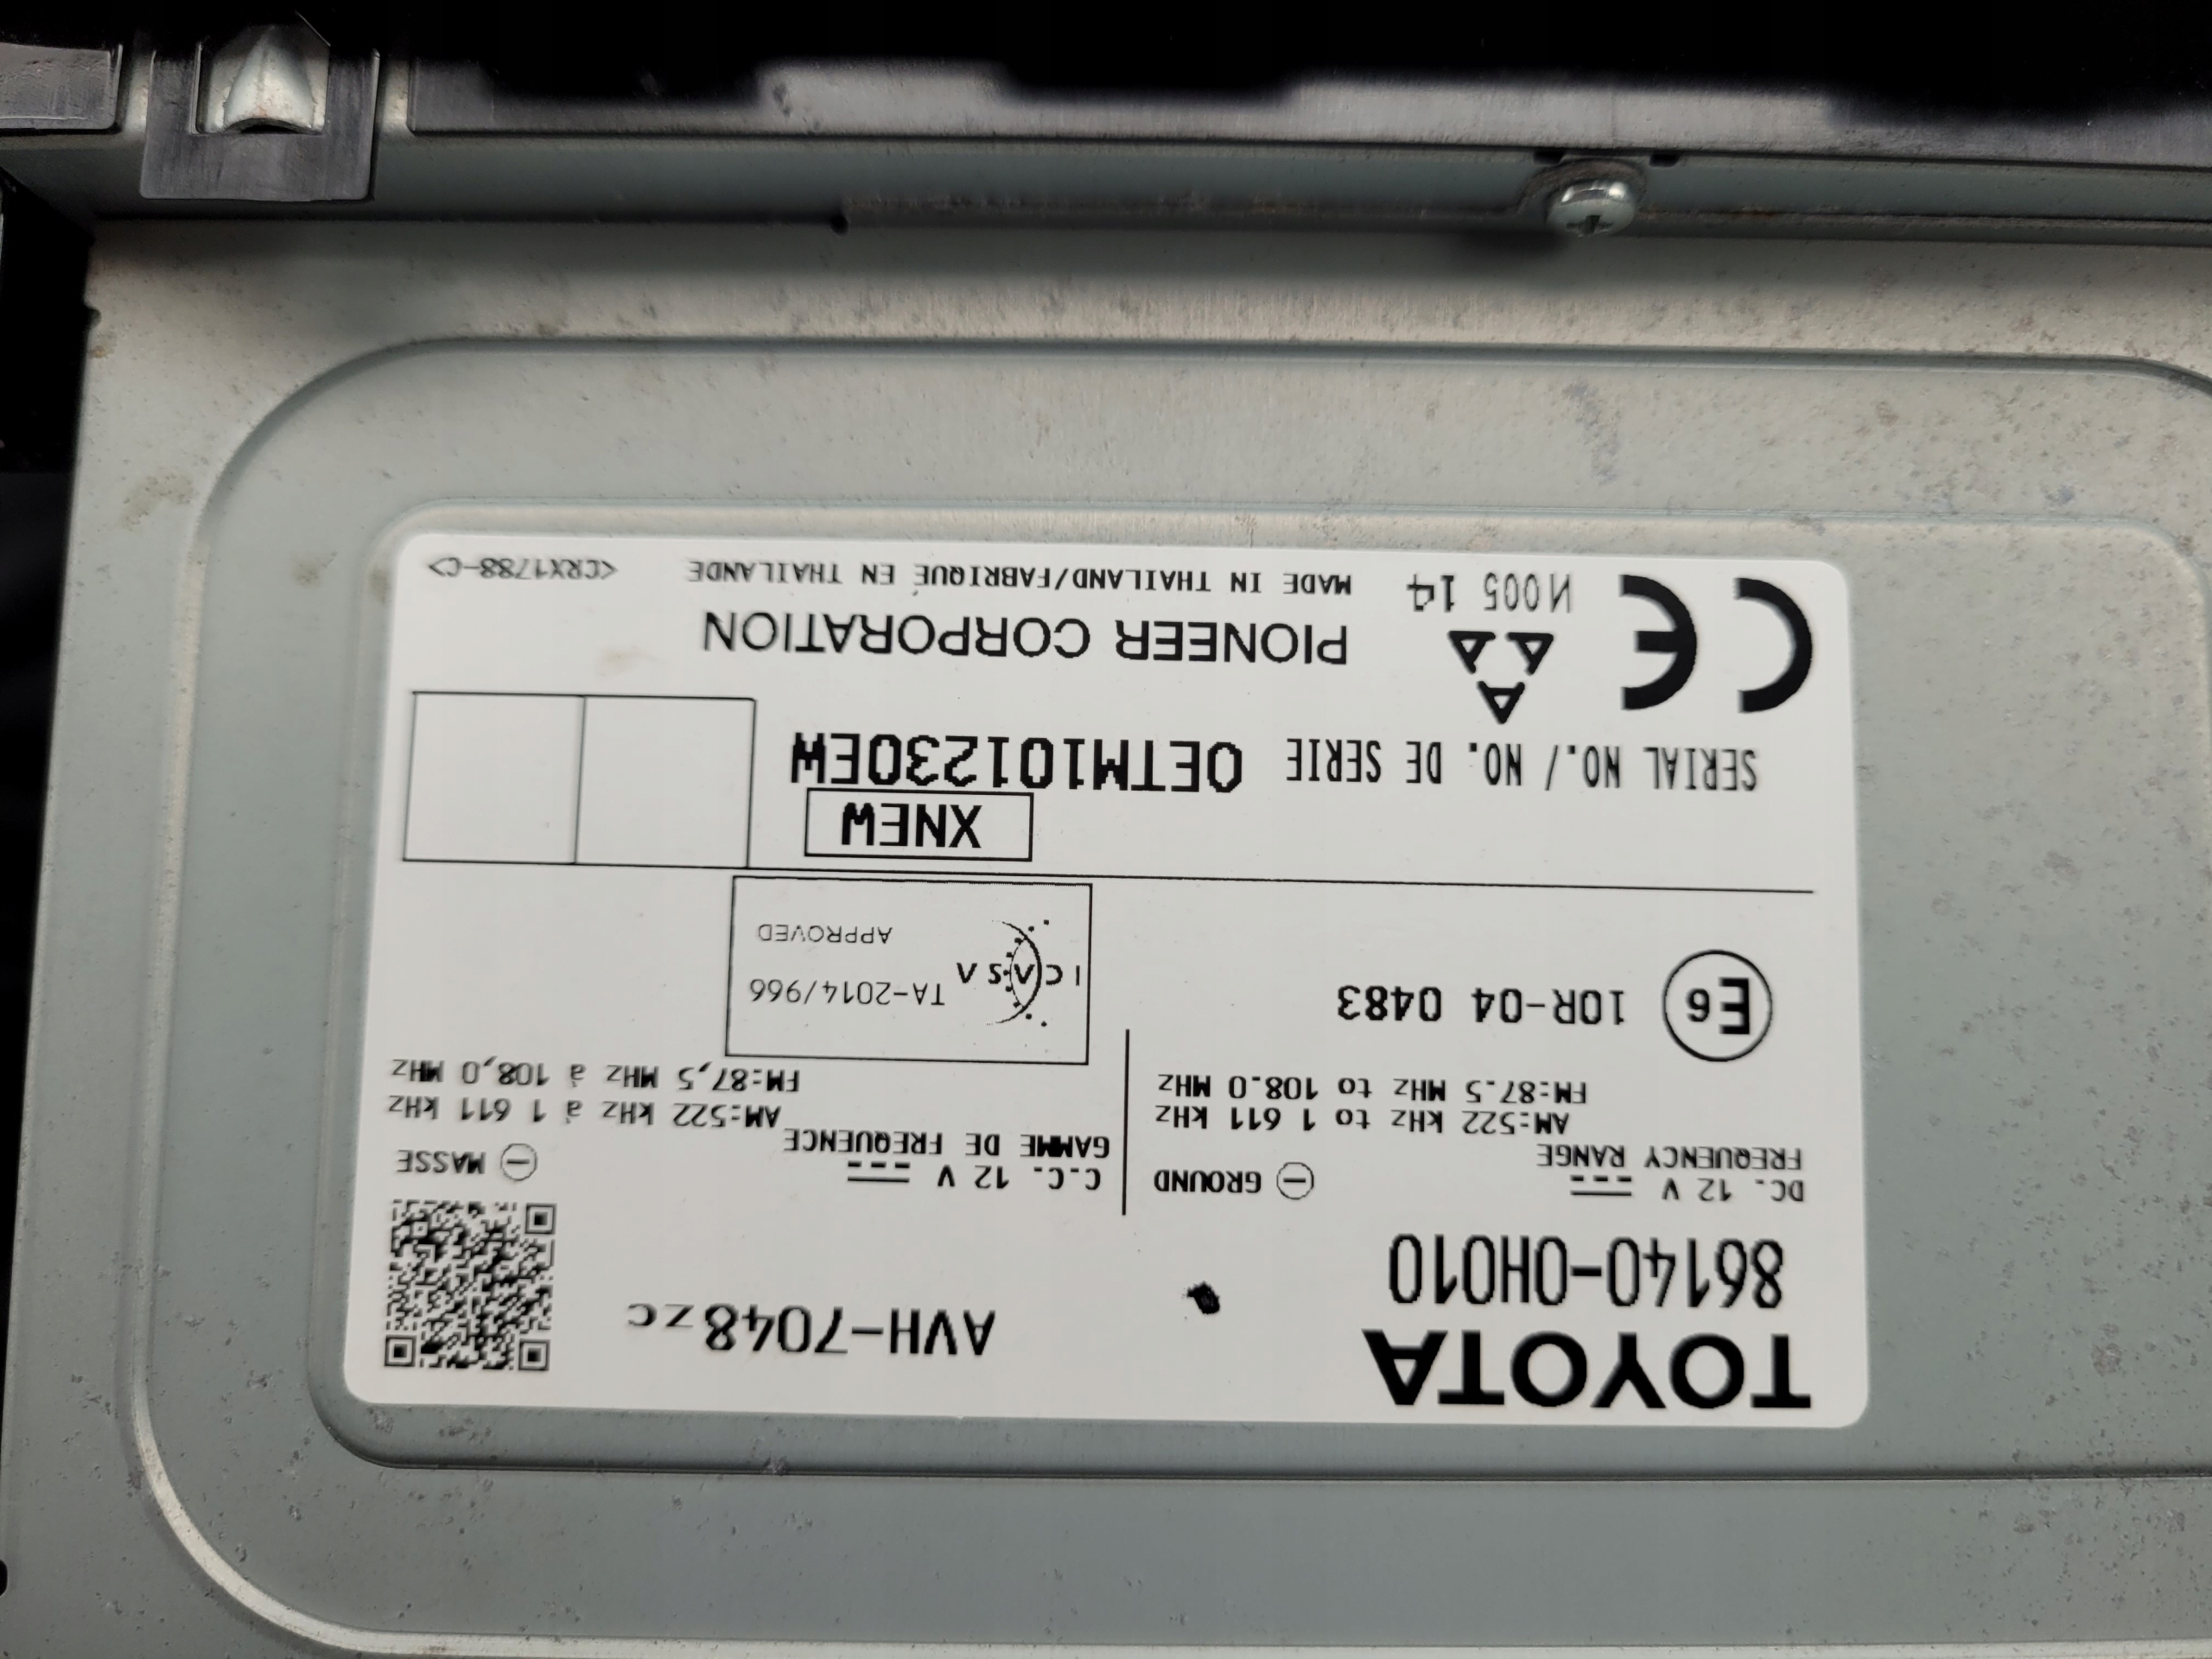 TOYOTA
86140-0H010
AVH-7048zc
DC. 12 V
GROUND
FREQUENCY RANGE
AM:522 kHz to 1 611 kHz
FM:87.5 MHz to 108.0 MHz
C.C. 12 V
MASSE
GAMME DE FREQUENCE
AM:522 kHz à 1 611 kHz
FM:87,5 MHz à 108,0 MHz
E6 10R-04 0483
ICASA
TA-2014/966
APPROVED
XNEW
SERIAL NO./ NO. DE SERIE OETM101230EW
CE
И005 14
PIONEER CORPORATION
MADE IN THAILAND/FABRIQUÉ EN THAILANDE
<CRX1788-C>